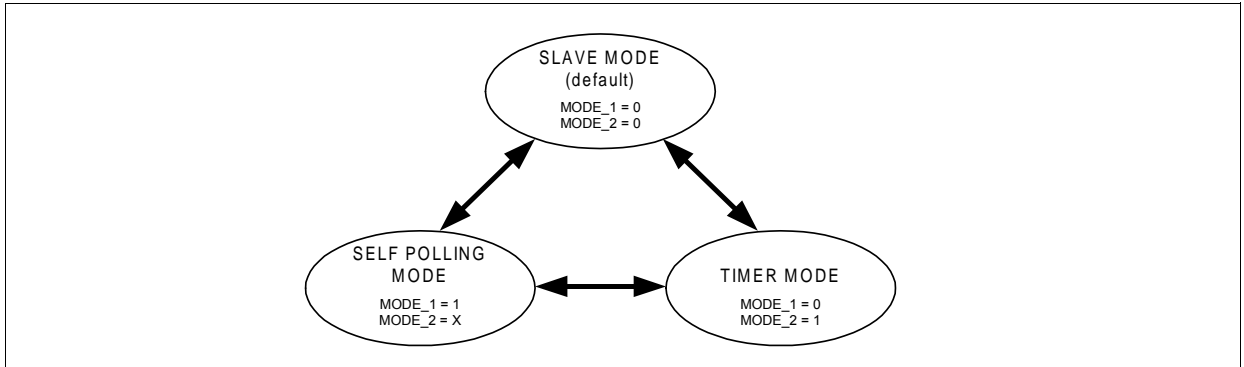 SLAVE MODE
(default)
MODE_1 = 0
MODE_2 = 0
SELF POLLING
MODE
MODE_1 = 1
MODE_2 = X
TIMER MODE
MODE_1 = 0
MODE_2 = 1